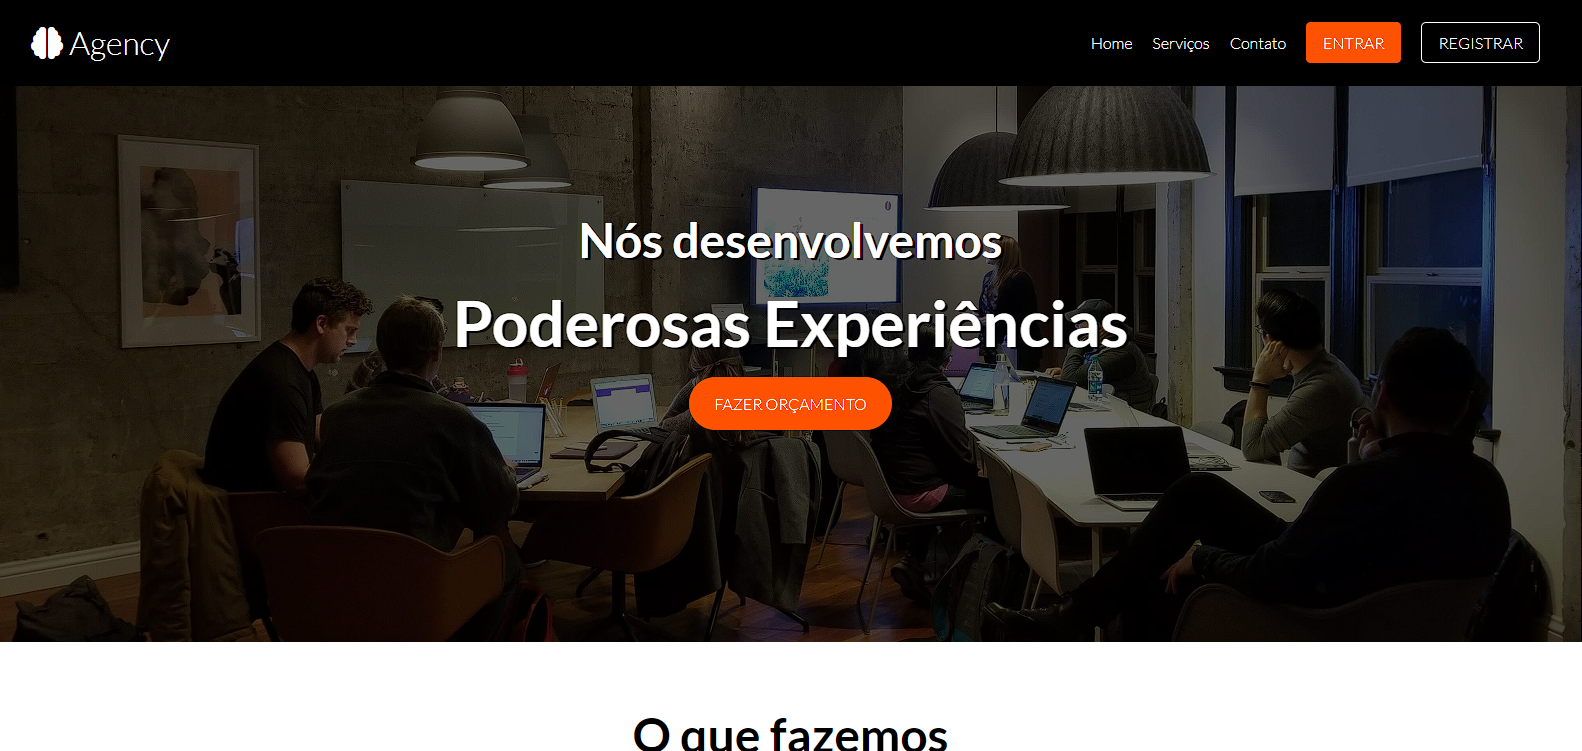 Agency
Home Serviços Contato ENTRAR REGISTRAR
Nós desenvolvemos
Poderosas Experiências
FAZER ORÇAMENTO
O que fazemos